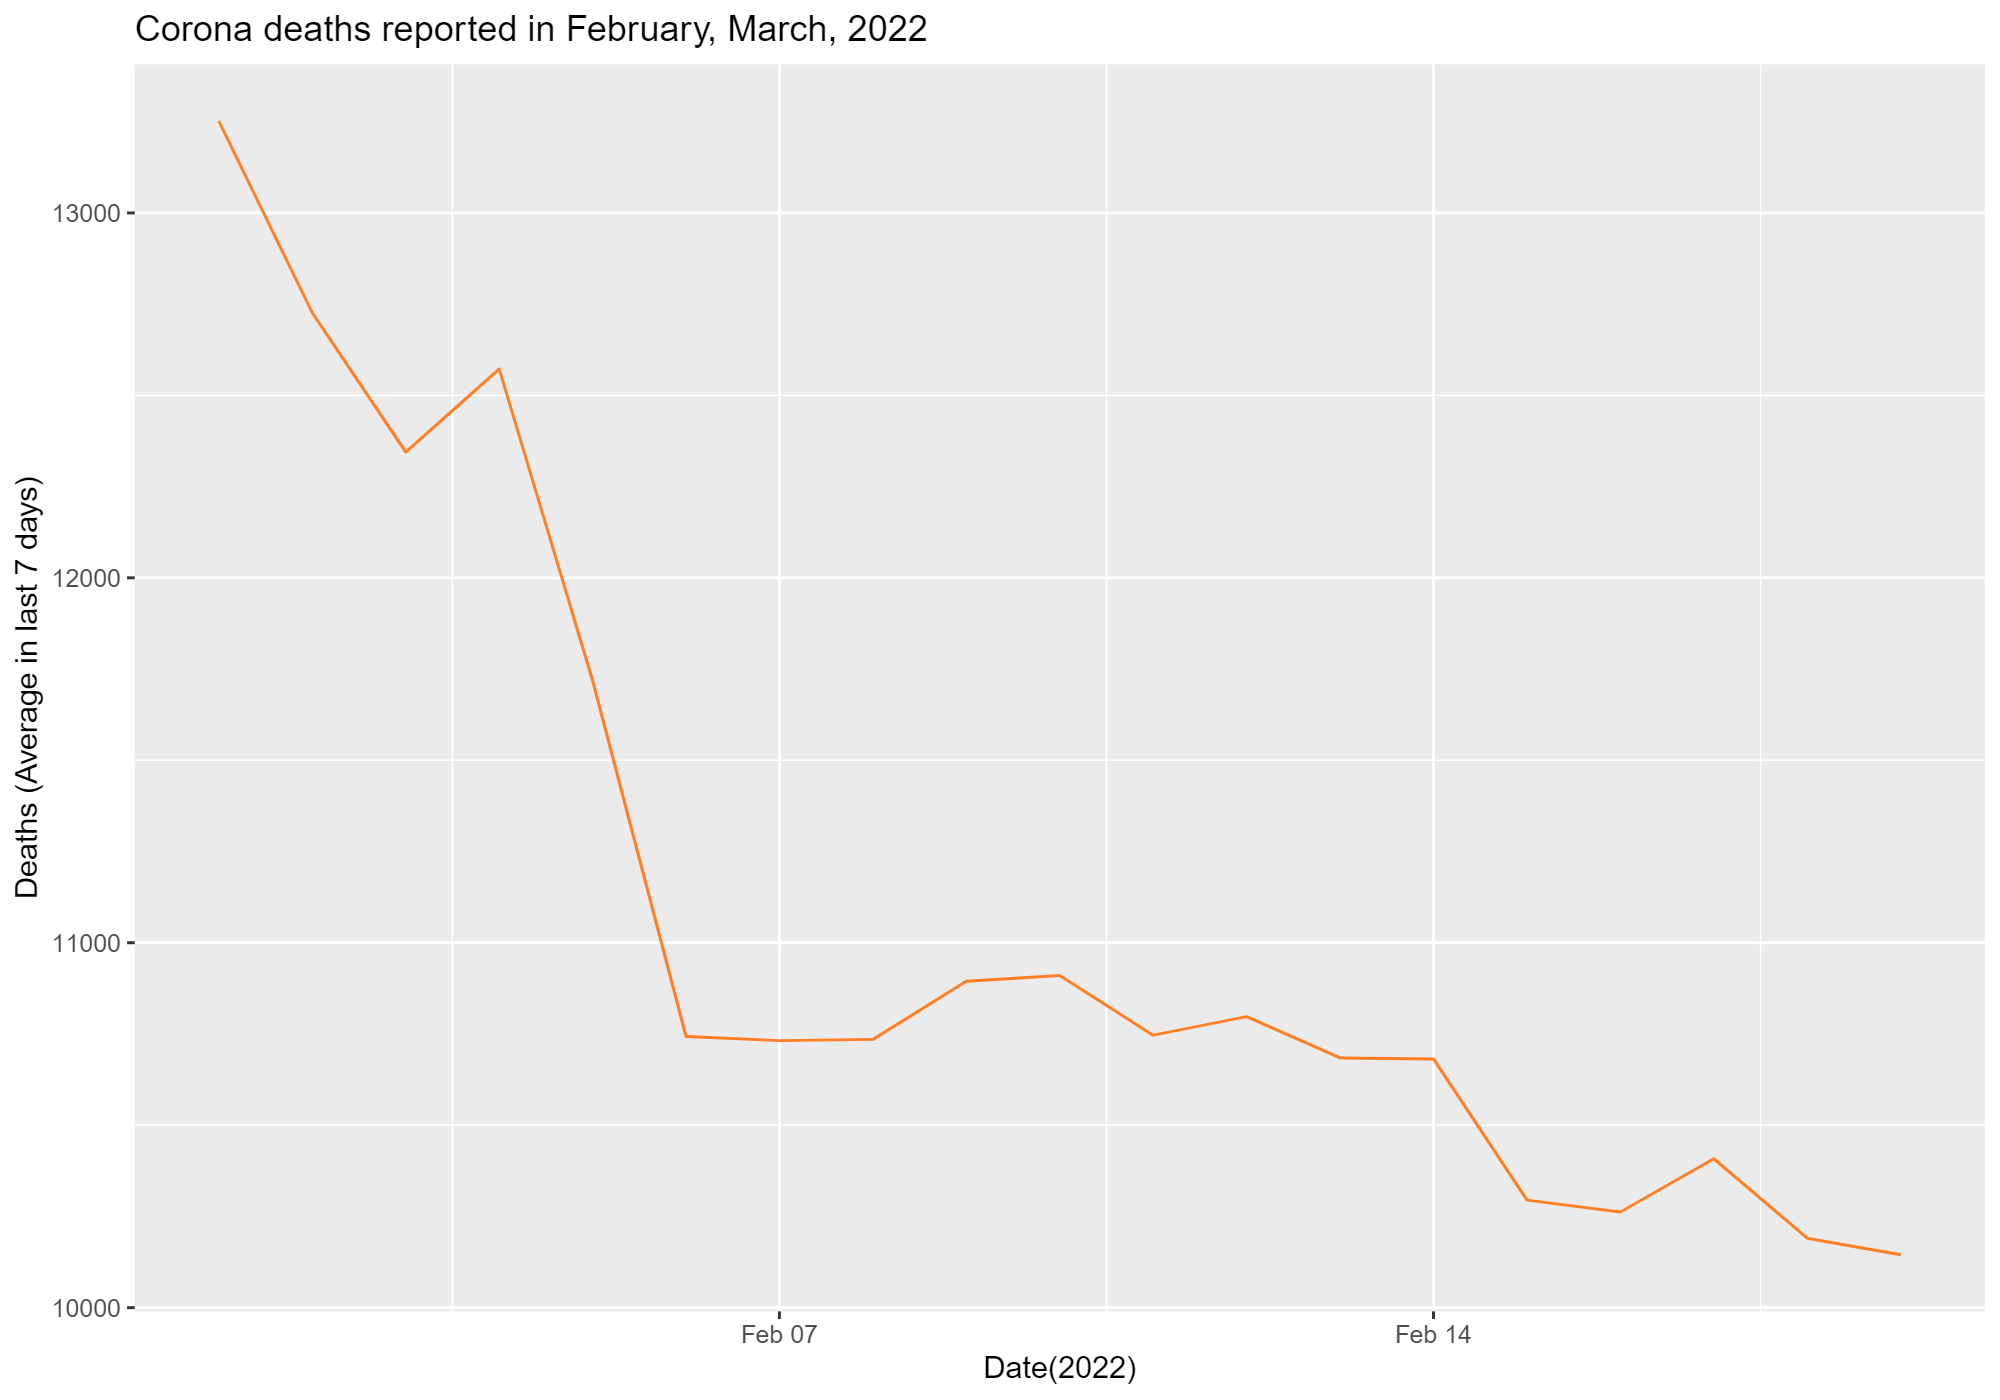 Corona deaths reported in February, March, 2022
Deaths (Average in last 7 days)
13000
12000
11000
10000
Feb 07
Feb 14
Date(2022)